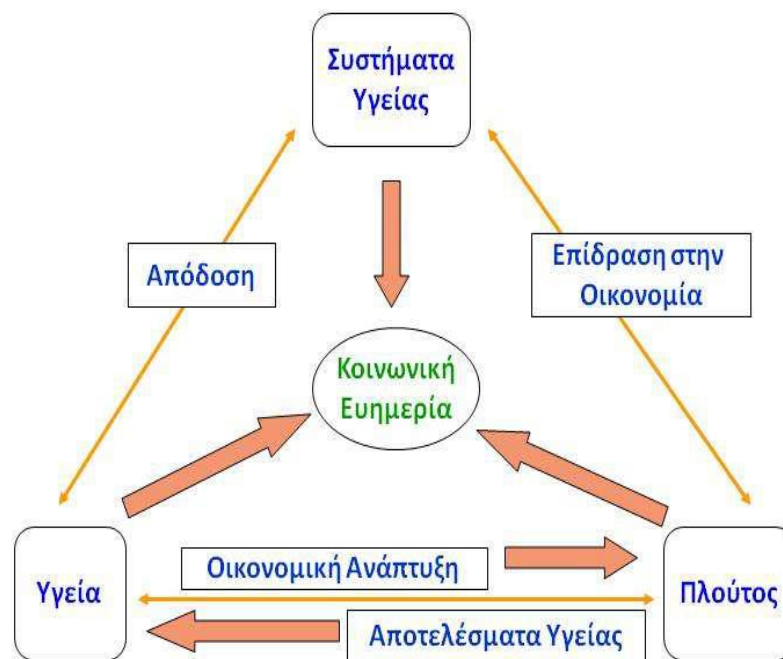 Συστήματα
Υγείας
Απόδοση
Επίδραση στην
Οικονομία
Κοινωνική
Ευημερία
Υγεία
Οικονομική Ανάπτυξη
Πλούτος
Αποτελέσματα Υγείας